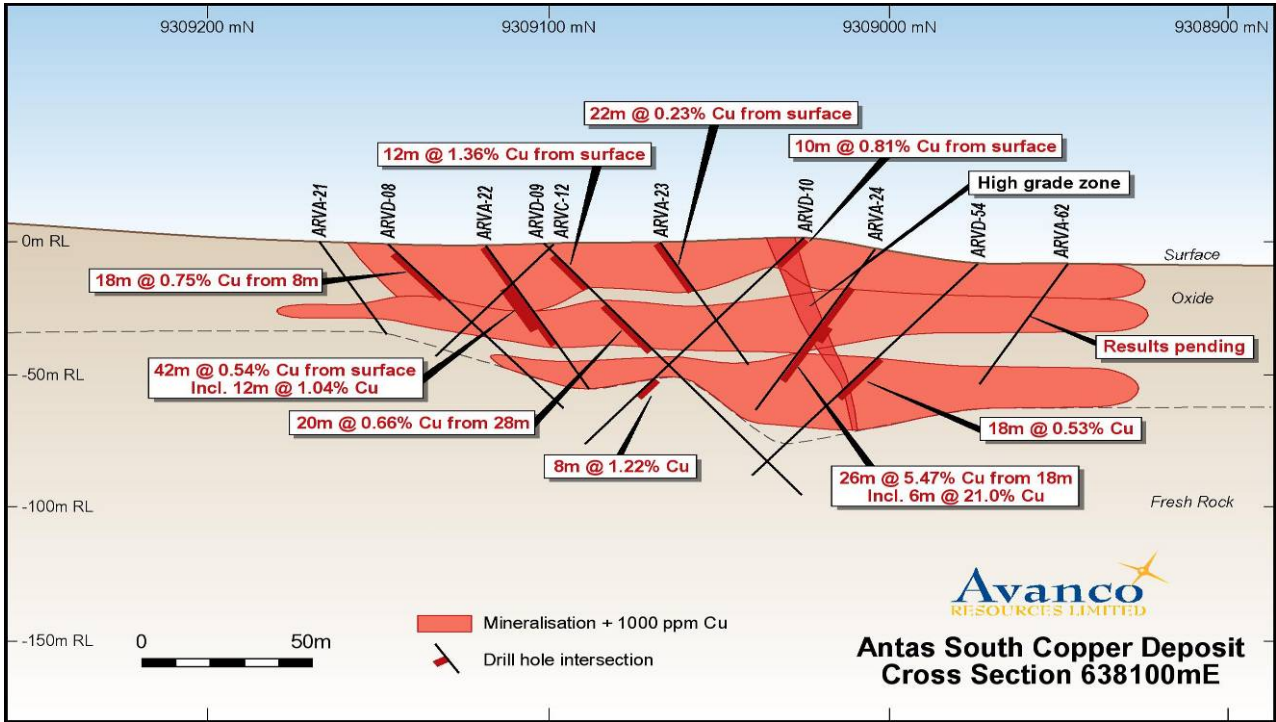 9309200 mN
9309100 mN
9309000 mN
9308900 mN
22m @ 0.23% Cu from surface
12m @ 1.36% Cu from surface
10m @ 0.81% Cu from surface
High grade zone
ARVA-21
ARVD-08
ARVA-22
ARVD-09
ARVC-12
ARVA-23
ARVD-10
ARVA-24
ARVD-54
ARVA-62
0m RL
Surface
18m @ 0.75% Cu from 8m
Oxide
Results pending
-50m RL
42m @ 0.54% Cu from surface
Incl. 12m @ 1.04% Cu
20m @ 0.66% Cu from 28m
18m @ 0.53% Cu
8m @ 1.22% Cu
26m @ 5.47% Cu from 18m
Incl. 6m @ 21.0% Cu
-100m RL
Fresh Rock
Avanco
RESOURCES LIMITED
-150m RL
0
50m
Mineralisation + 1000 ppm Cu
Drill hole intersection
Antas South Copper Deposit
Cross Section 638100mE